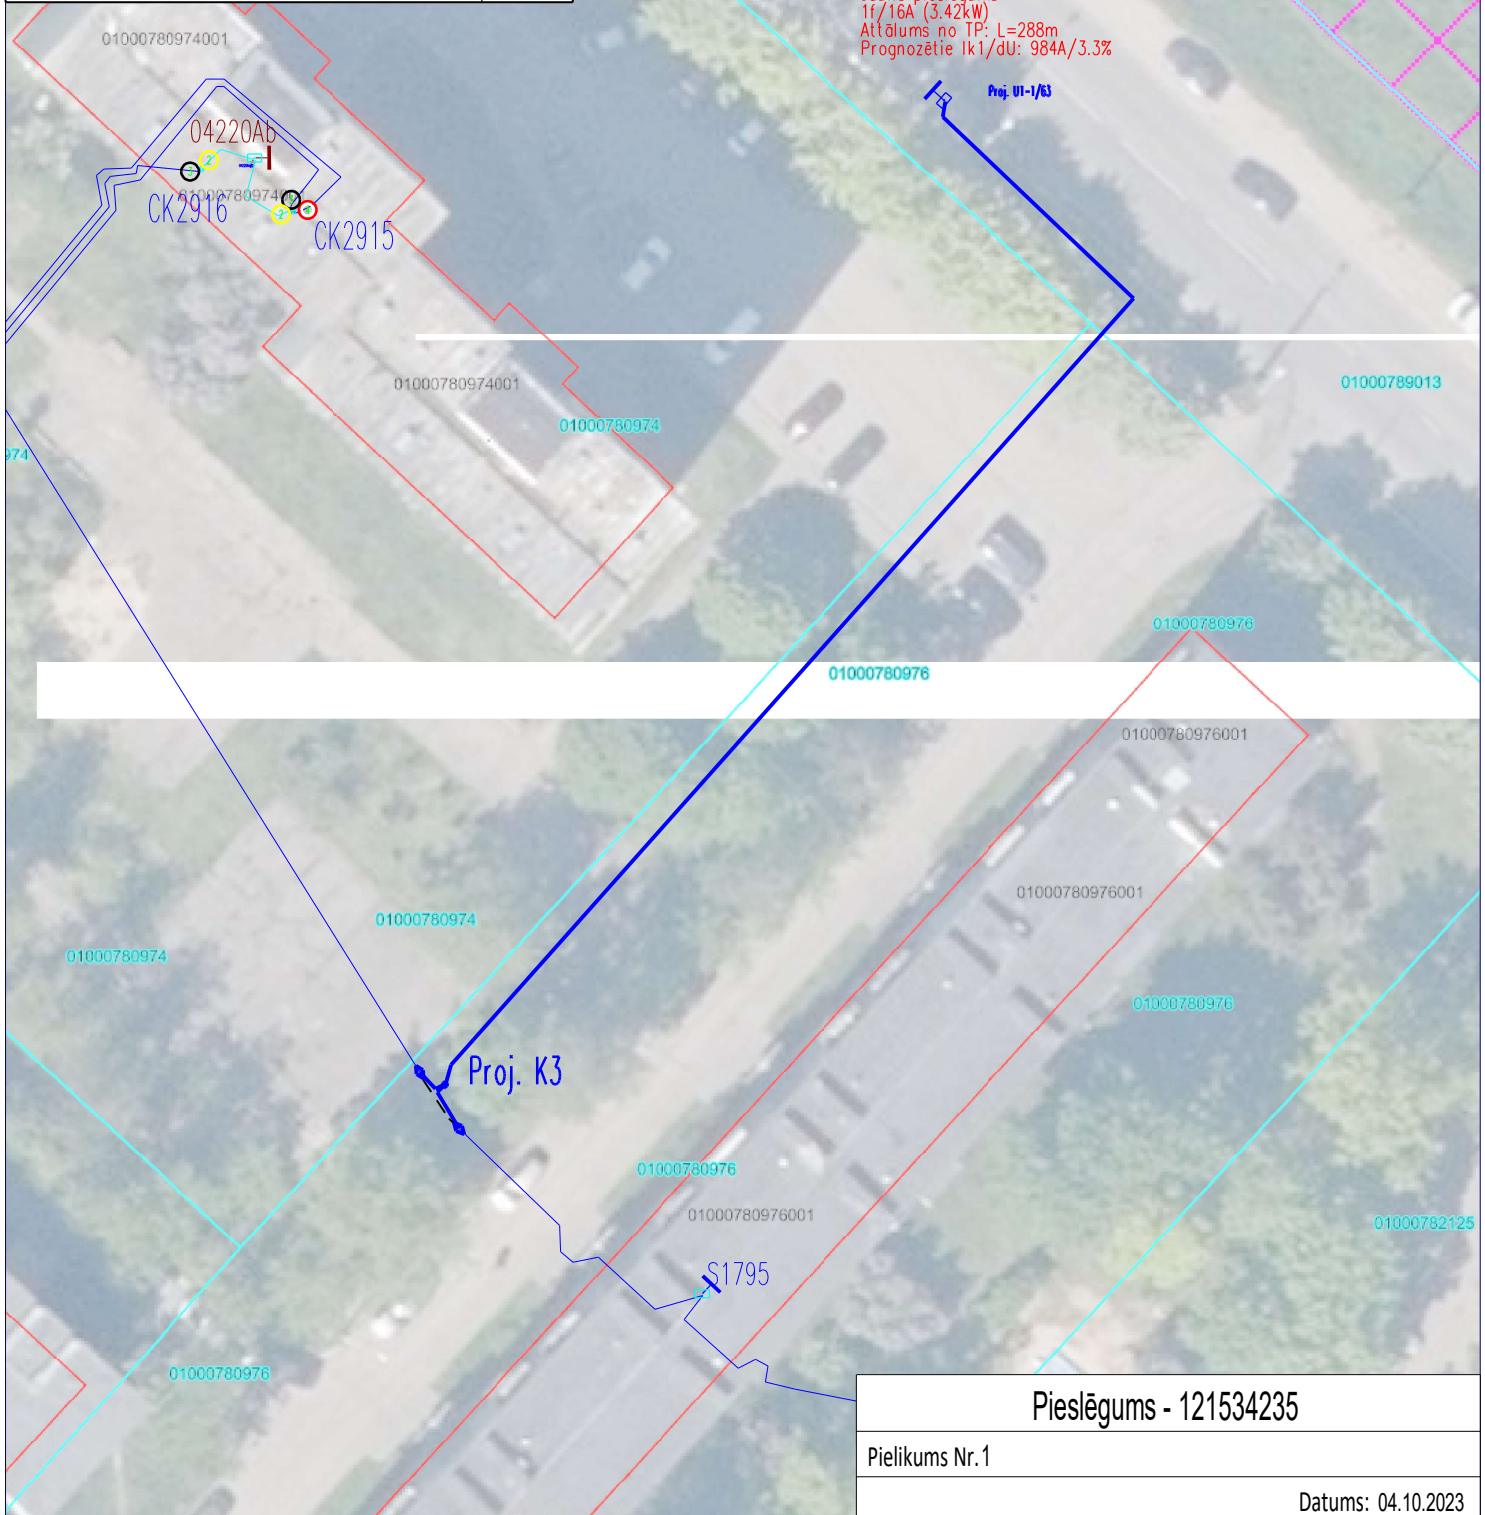 1f/16A (3.42kW)
Attālums no TP: L=288m
Prognozētie Ik1/dU: 984A/3.3%
Proj. U1-1/63
01000780974001
04220Ab
CK2916
CK2915
01000780974001
01000780974
01000789013
974
01000780976
01000780976
01000780976001
01000780976001
01000780974
01000780974
01000780976
Proj. K3
01000780976
01000780976001
01000782125
S1795
01000780976
Pieslēgums - 121534235
Pielikums Nr.1
Datums: 04.10.2023